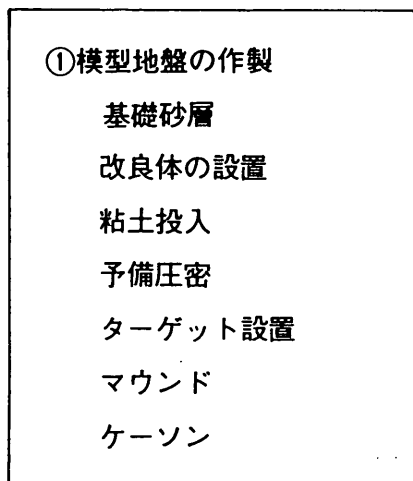 ①模型地盤の作製
基礎砂層
改良体の設置
粘土投入
予備圧密
ターゲット設置
マウンド
ケーソン